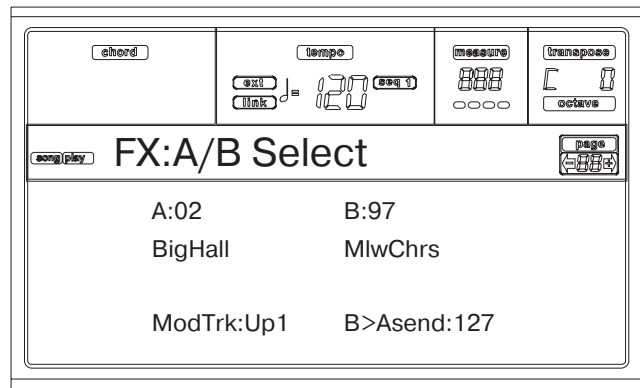 chord tempo measure transpose
ext ♩= 120 seq 1 888 C 0
link octave
song play FX:A/B Select page
-88+
A:02 B:97
BigHall MlwChrs
ModTrk:Up1 B>Asend:127